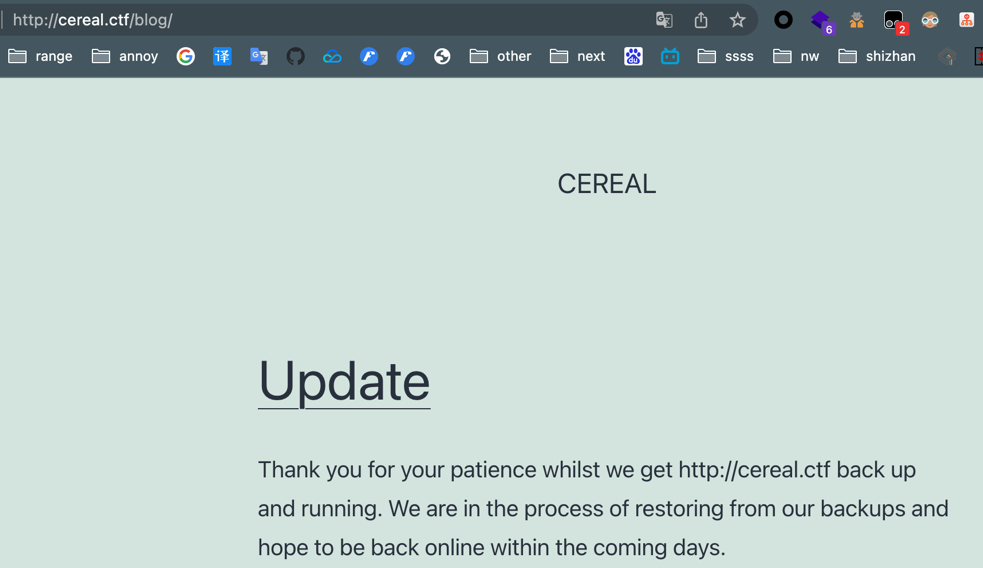 http://cereal.ctf/blog/
6
2
range annoy 译 G other next du ssss nw shizhan
CEREAL
Update
Thank you for your patience whilst we get http://cereal.ctf back up
and running. We are in the process of restoring from our backups and
hope to be back online within the coming days.